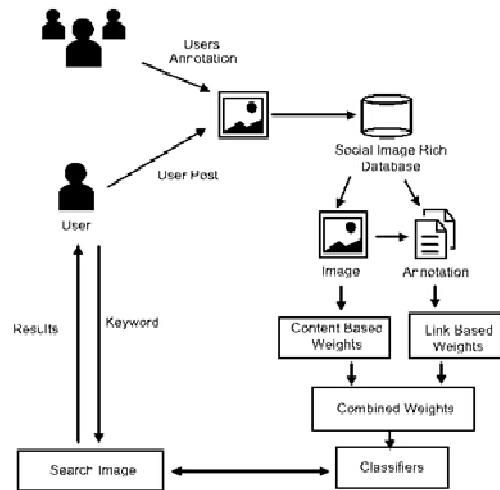 Users
Annotation
User Post
Social Image Rich
Database
User
Image
Annotation
Results
Keyword
Content Based
Weights
Link Based
Weights
Combined Weights
Search Image
Classifiers